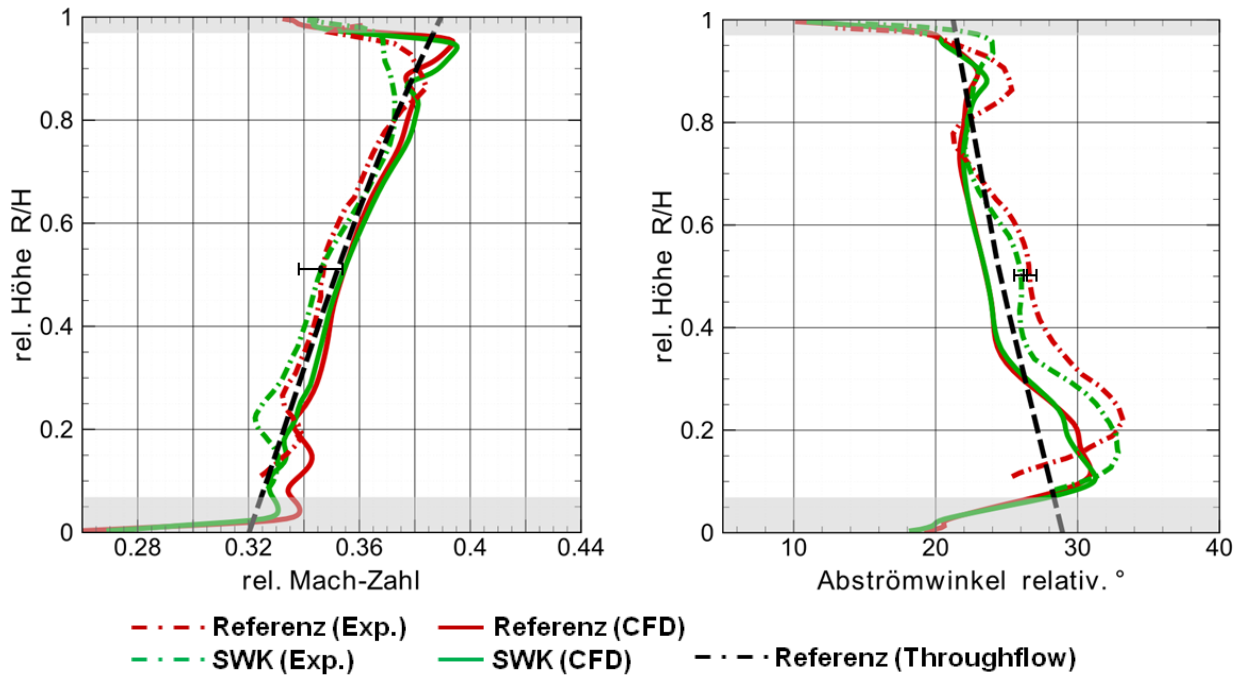 1
0.8
0.6
0.4
0.2
0
rel. Höhe R/H
0.28 0.32 0.36 0.4 0.44
rel. Mach-Zahl
1
0.8
0.6
0.4
0.2
0
rel. Höhe R/H
10 20 30 40
Abströmwinkel relativ. °
Referenz (Exp.) Referenz (CFD)
SWK (Exp.) SWK (CFD) Referenz (Throughflow)